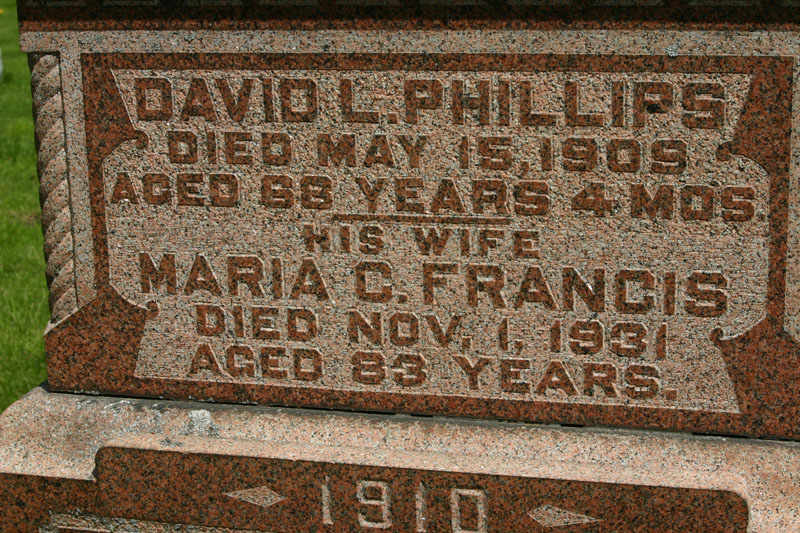 DAVID L. PHILLIPS
DIED MAY 15, 1909
AGED 68 YEARS 4 MOS.
HIS WIFE
MARIA C. FRANCIS
DIED NOV. 1, 1931
AGED 83 YEARS.
1910